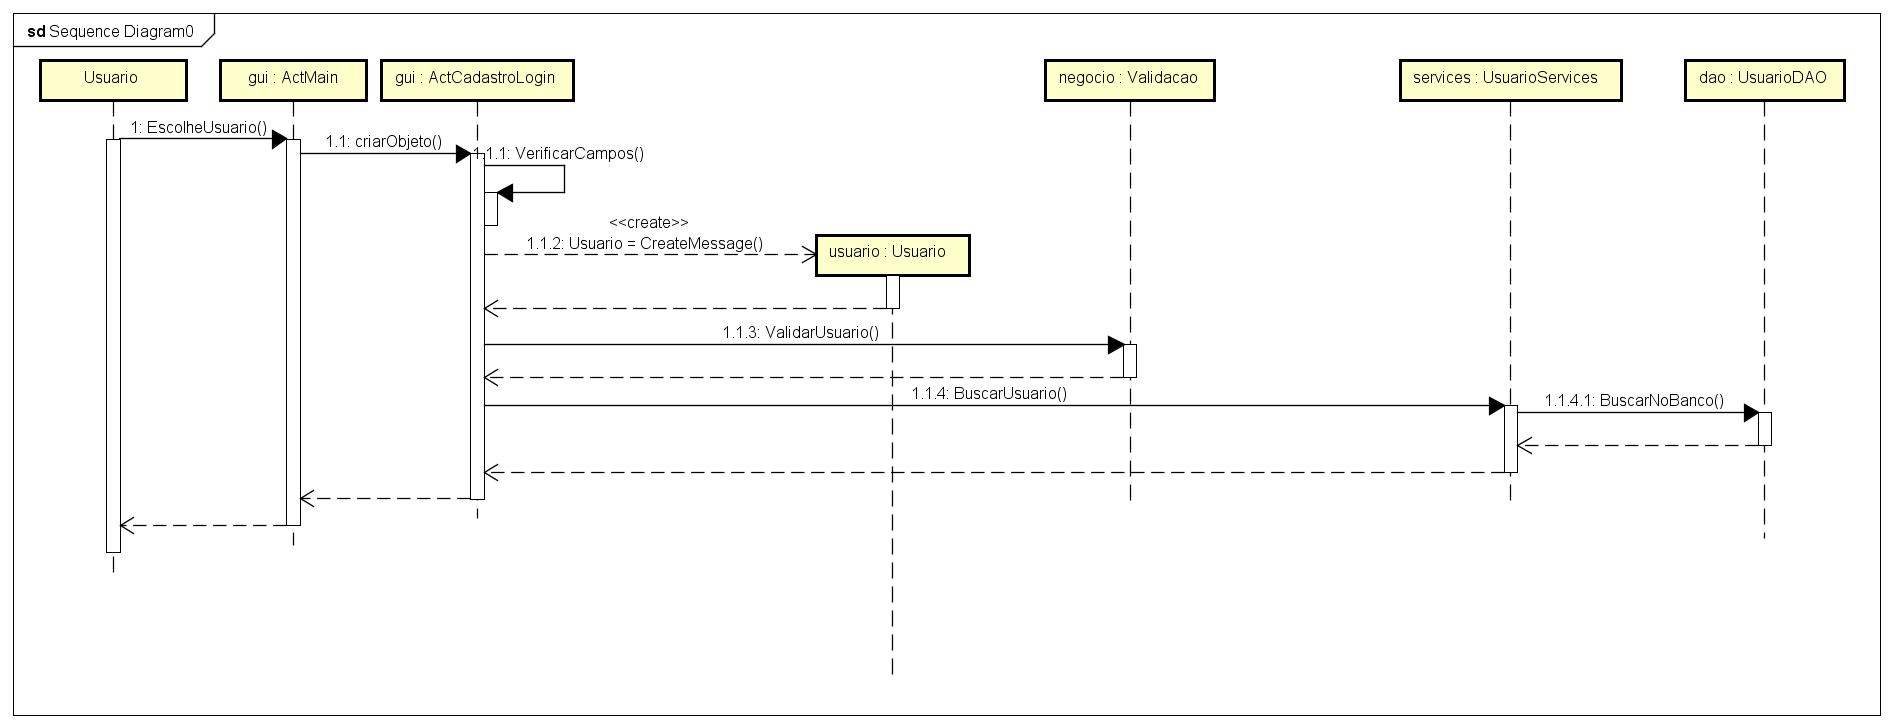 sd Sequence Diagram0
Usuario
gui : ActMain
gui : ActCadastroLogin
negocio : Validacao
services : UsuarioServices
dao : UsuarioDAO
1: EscolheUsuario()
1.1: criarObjeto()
1.1.1: VerificarCampos()
<<create>>
1.1.2: Usuario = CreateMessage()
usuario : Usuario
1.1.3: ValidarUsuario()
1.1.4: BuscarUsuario()
1.1.4.1: BuscarNoBanco()